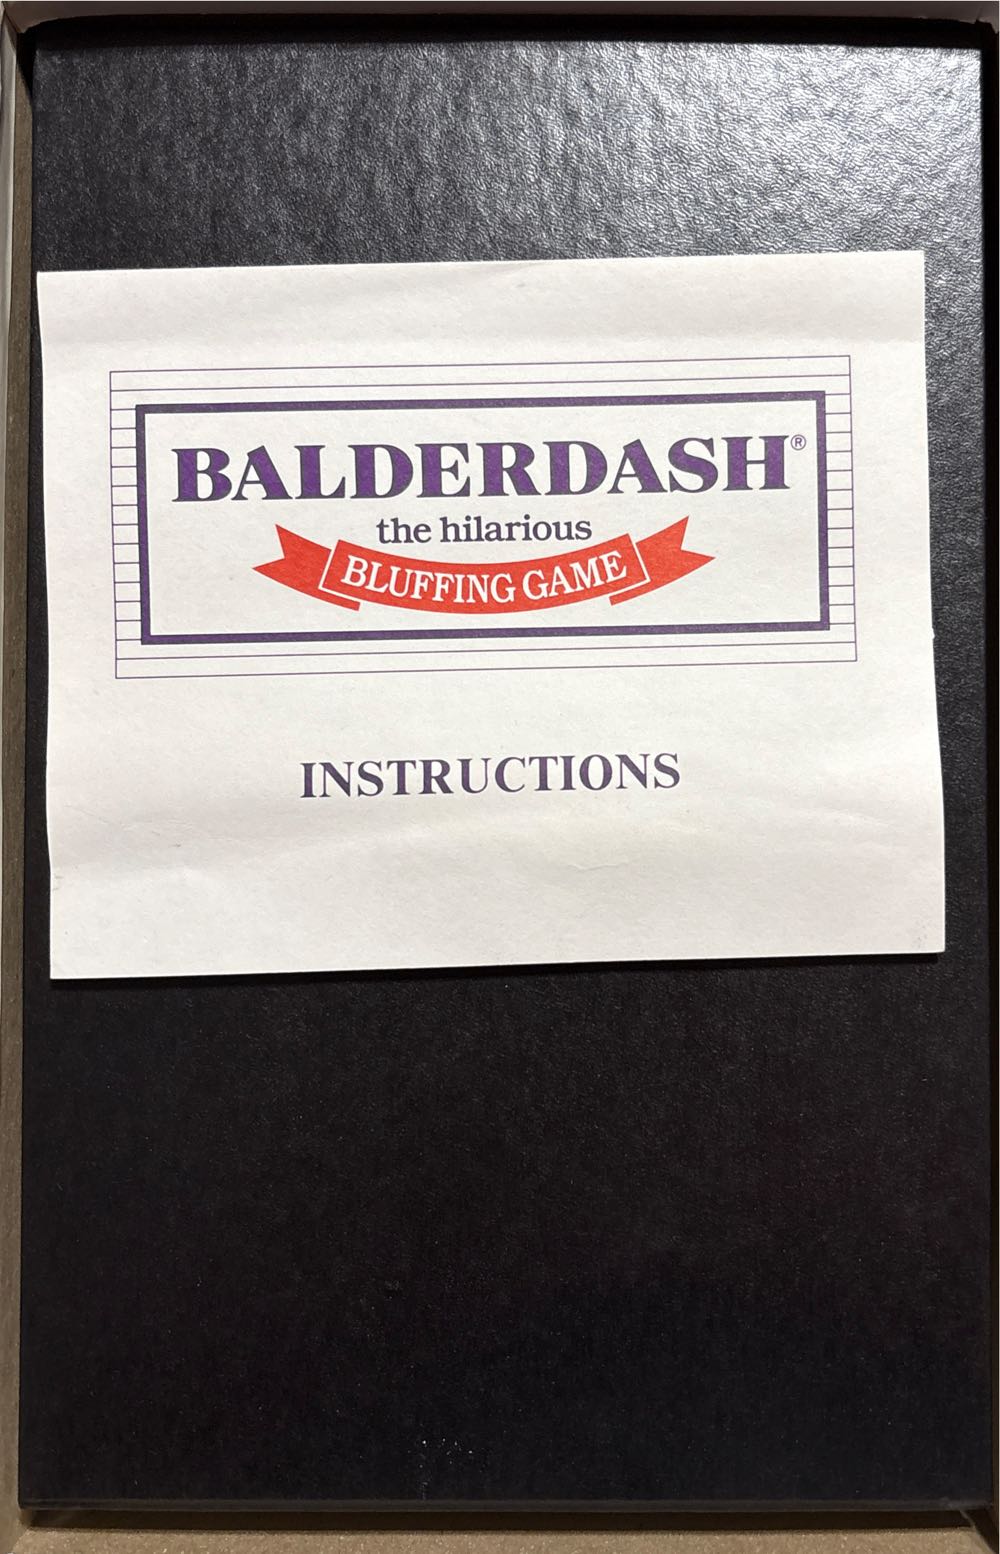 BALDERDASH®
the hilarious
BLUFFING GAME
INSTRUCTIONS